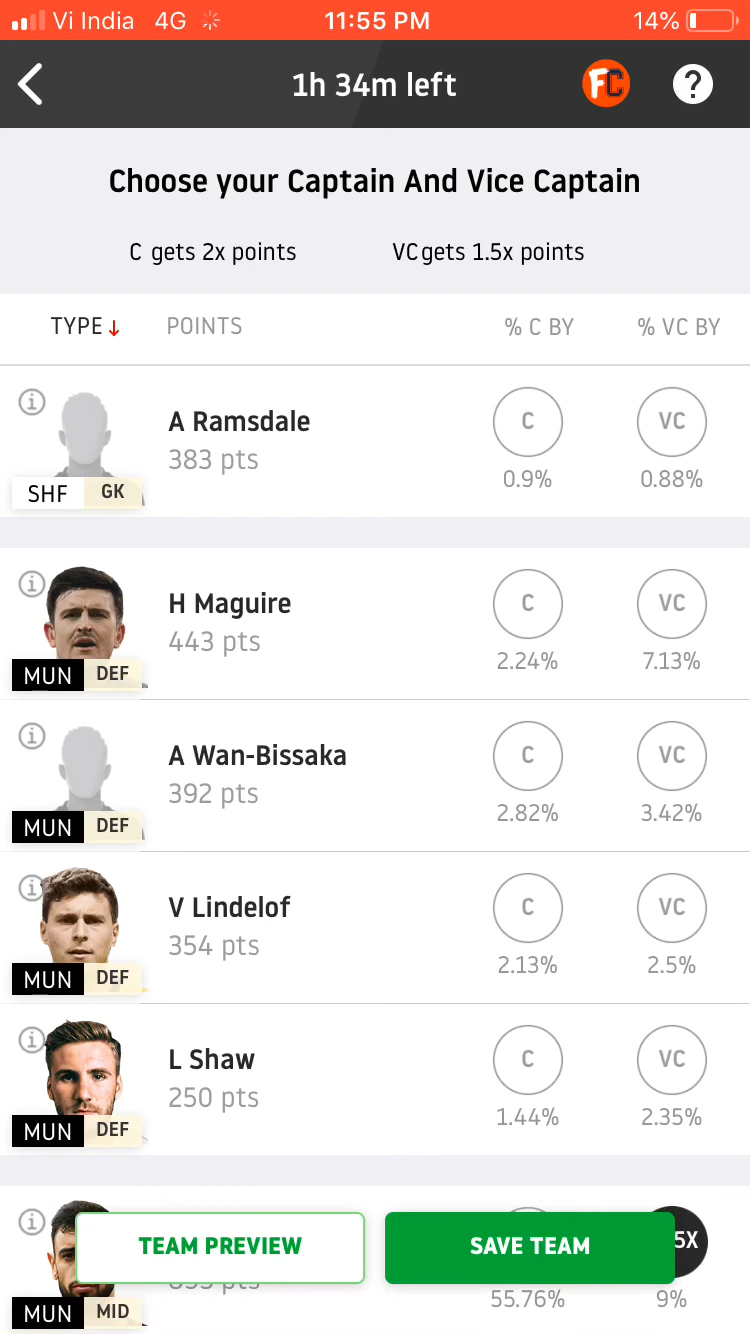 Vi India 4G 11:55 PM 14%
1h 34m left FC ?
Choose your Captain And Vice Captain
C gets 2x points VC gets 1.5x points
TYPE↓ POINTS % C BY % VC BY
A Ramsdale
383 pts
C VC
0.9% 0.88%
SHF GK
H Maguire
443 pts
C VC
2.24% 7.13%
MUN DEF
A Wan-Bissaka
392 pts
C VC
2.82% 3.42%
MUN DEF
V Lindelof
354 pts
C VC
2.13% 2.5%
MUN DEF
L Shaw
250 pts
C VC
1.44% 2.35%
MUN DEF
TEAM PREVIEW SAVE TEAM 5X
55.76% 9%
MUN MID